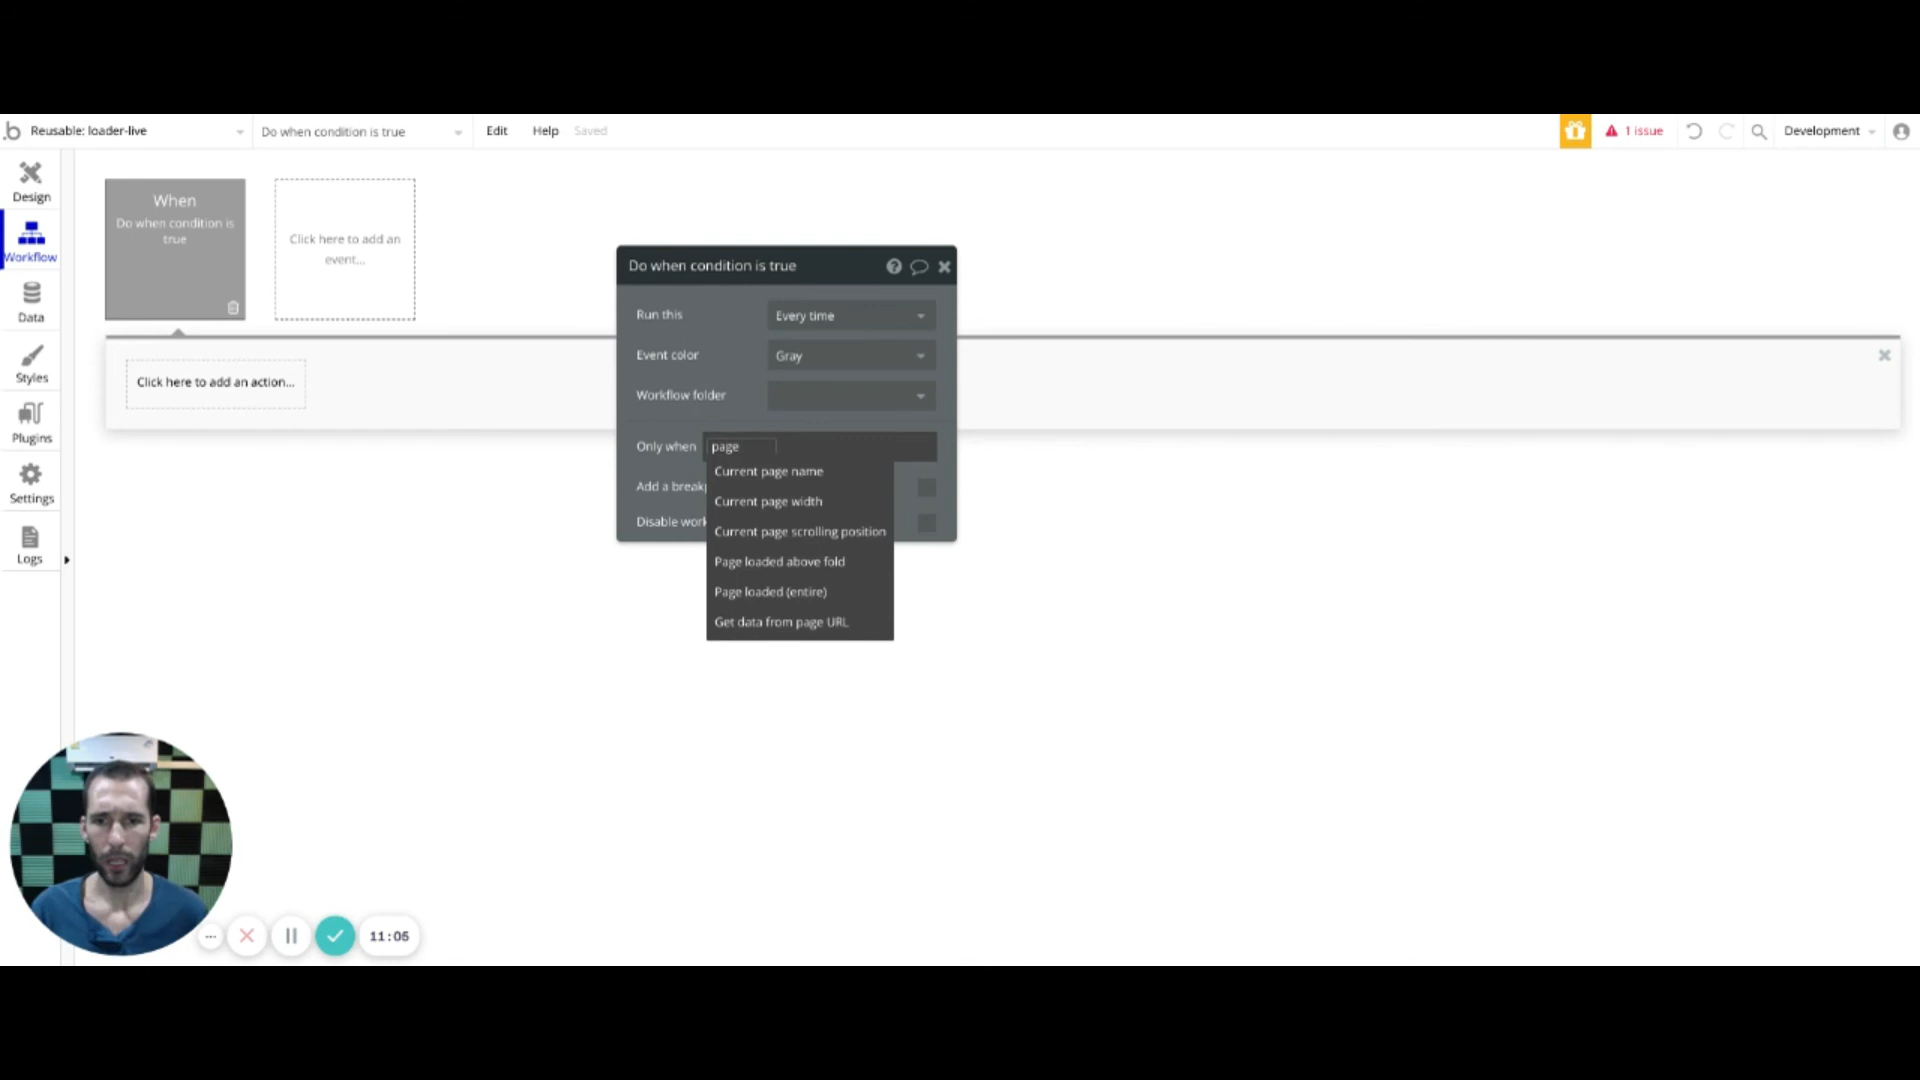 Reusable: loader-live
Do when condition is true
Edit
Help
Saved
1 issue
Development
Design
Workflow
Data
Styles
Plugins
Settings
Logs
When
Do when condition is
true
Click here to add an
event...
Click here to add an action...
Do when condition is true
Run this
Every time
Event color
Gray
Workflow folder
Only when
page
Add a break
Disable work
Current page name
Current page width
Current page scrolling position
Page loaded above fold
Page loaded (entire)
Get data from page URL
11:05